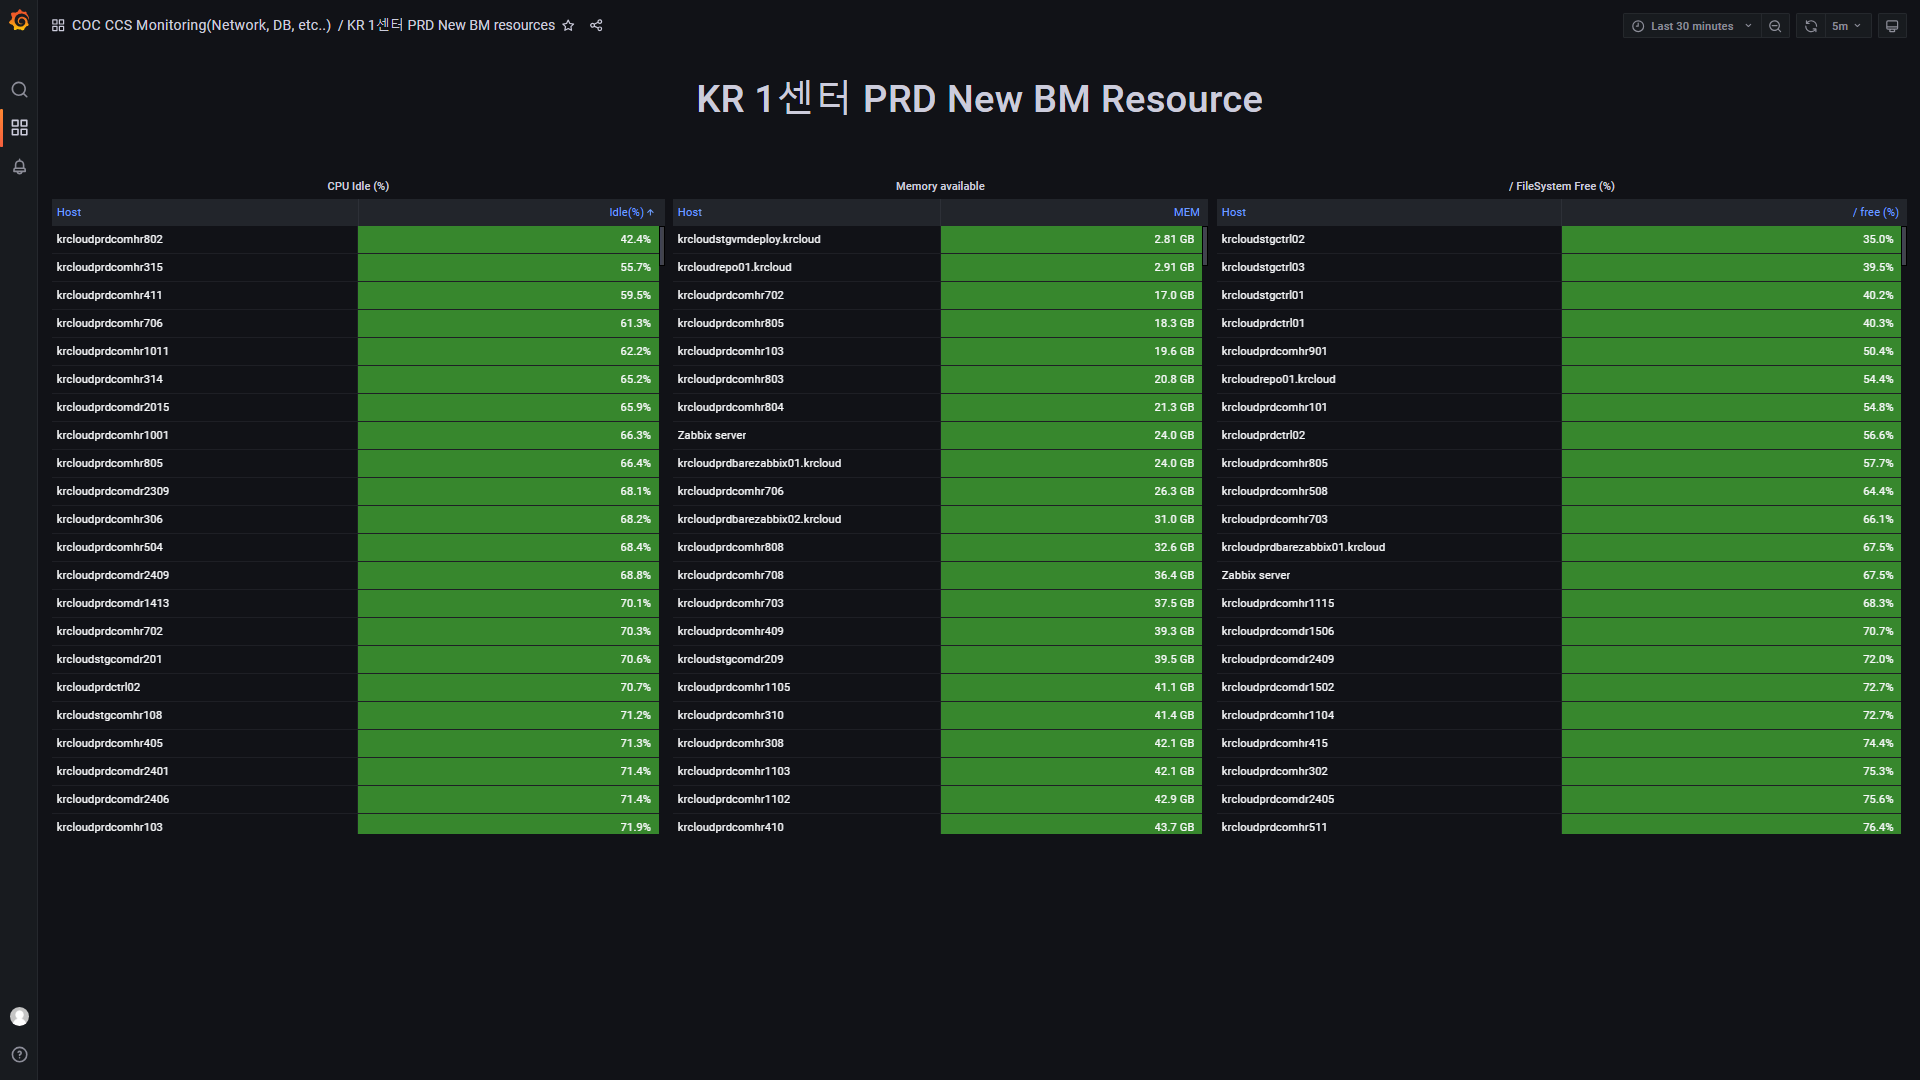 COC CCS Monitoring(Network, DB, etc..) / KR 1센터 PRD New BM resources
Last 30 minutes
5m
KR 1센터 PRD New BM Resource
CPU Idle (%)
Host Idle(%)
krcloudprdcomhr802 42.4%
krcloudprdcomhr315 55.7%
krcloudprdcomhr411 59.5%
krcloudprdcomhr706 61.3%
krcloudprdcomhr1011 62.2%
krcloudprdcomhr314 65.2%
krcloudprdcomdr2015 65.9%
krcloudprdcomhr1001 66.3%
krcloudprdcomhr805 66.4%
krcloudprdcomdr2309 68.1%
krcloudprdcomhr306 68.2%
krcloudprdcomhr504 68.4%
krcloudprdcomdr2409 68.8%
krcloudprdcomdr1413 70.1%
krcloudprdcomhr702 70.3%
krcloudstgcomdr201 70.6%
krcloudprdctrl02 70.7%
krcloudstgcomhr108 71.2%
krcloudprdcomhr405 71.3%
krcloudprdcomdr2401 71.4%
krcloudprdcomdr2406 71.4%
krcloudprdcomhr103 71.9%
Memory available
Host MEM
krcloudstgvmdeploy.krcloud 2.81 GB
krcloudrepo01.krcloud 2.91 GB
krcloudprdcomhr702 17.0 GB
krcloudprdcomhr805 18.3 GB
krcloudprdcomhr103 19.6 GB
krcloudprdcomhr803 20.8 GB
krcloudprdcomhr804 21.3 GB
Zabbix server 24.0 GB
krcloudprdbarezabbix01.krcloud 24.0 GB
krcloudprdcomhr706 26.3 GB
krcloudprdbarezabbix02.krcloud 31.0 GB
krcloudprdcomhr808 32.6 GB
krcloudprdcomhr708 36.4 GB
krcloudprdcomhr703 37.5 GB
krcloudprdcomhr409 39.3 GB
krcloudstgcomdr209 39.5 GB
krcloudprdcomhr1105 41.1 GB
krcloudprdcomhr310 41.4 GB
krcloudprdcomhr308 42.1 GB
krcloudprdcomhr1103 42.1 GB
krcloudprdcomhr1102 42.9 GB
krcloudprdcomhr410 43.7 GB
/ FileSystem Free (%)
Host / free (%)
krcloudstgctrl02 35.0%
krcloudstgctrl03 39.5%
krcloudstgctrl01 40.2%
krcloudprdctrl01 40.3%
krcloudprdcomhr901 50.4%
krcloudrepo01.krcloud 54.4%
krcloudprdcomhr101 54.8%
krcloudprdctrl02 56.6%
krcloudprdcomhr805 57.7%
krcloudprdcomhr508 64.4%
krcloudprdcomhr703 66.1%
krcloudprdbarezabbix01.krcloud 67.5%
Zabbix server 67.5%
krcloudprdcomhr1115 68.3%
krcloudprdcomdr1506 70.7%
krcloudprdcomdr2409 72.0%
krcloudprdcomdr1502 72.7%
krcloudprdcomhr1104 72.7%
krcloudprdcomhr415 74.4%
krcloudprdcomhr302 75.3%
krcloudprdcomdr2405 75.6%
krcloudprdcomhr511 76.4%